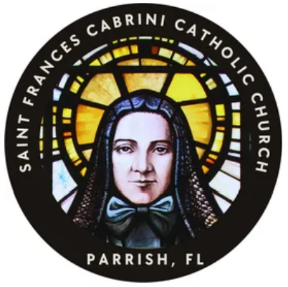 SAINT FRANCES CABRINI CATHOLIC CHURCH
PARRISH, FL